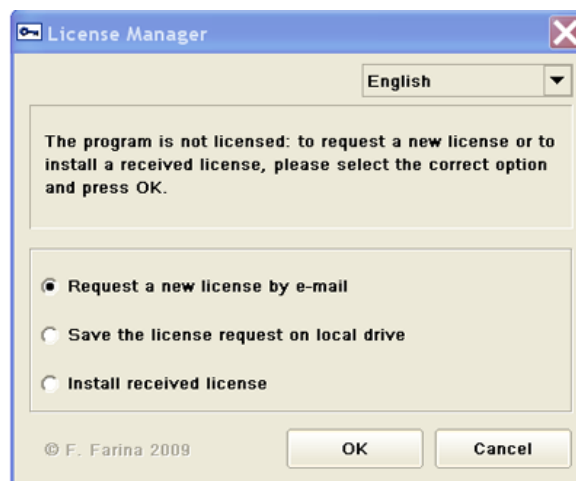 License Manager
English
The program is not licensed: to request a new license or to
install a received license, please select the correct option
and press OK.
Request a new license by e-mail
Save the license request on local drive
Install received license
© F. Farina 2009
OK
Cancel